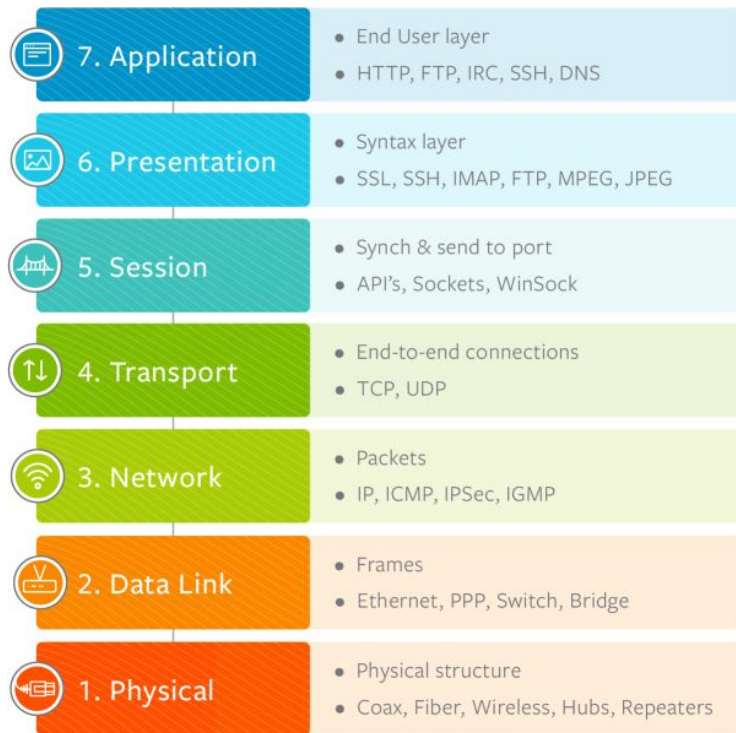 7. Application
• End User layer
• HTTP, FTP, IRC, SSH, DNS
6. Presentation
• Syntax layer
• SSL, SSH, IMAP, FTP, MPEG, JPEG
5. Session
• Synch & send to port
• API's, Sockets, WinSock
4. Transport
• End-to-end connections
• TCP, UDP
3. Network
• Packets
• IP, ICMP, IPSec, IGMP
2. Data Link
• Frames
• Ethernet, PPP, Switch, Bridge
1. Physical
• Physical structure
• Coax, Fiber, Wireless, Hubs, Repeaters